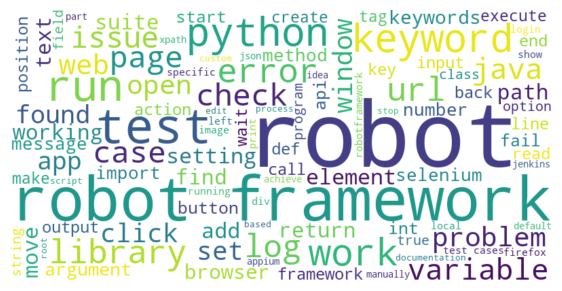 part xpath json idea login
position field suite start create tag keywords execute
text issue python keyword end show
specific custom
web page error window method input class java
run open check key back path
action wait api program number option
found test robot url line
working case setting print def edit process stop fail
message left image robotframework read
app import find call element selenium jenkins
make script running achieve div
robot framework
button
output click add return int true local default
string move library set log work test cases problem
root based appium manually documentation firefox
argument browser framework variable